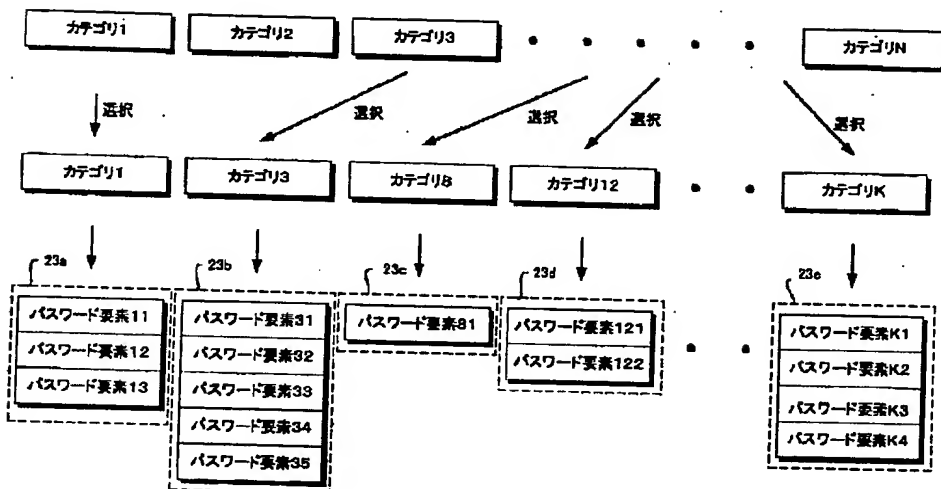 カテゴリ1 カテゴリ2 カテゴリ3 カテゴリN
選択 選択 選択 選択 選択
カテゴリ1 カテゴリ3 カテゴリ8 カテゴリ12 カテゴリK
23a 23b 23c 23d 23e
パスワード要素11
パスワード要素12
パスワード要素13
パスワード要素31
パスワード要素32
パスワード要素33
パスワード要素34
パスワード要素35
パスワード要素81
パスワード要素121
パスワード要素122
パスワード要素K1
パスワード要素K2
パスワード要素K3
パスワード要素K4